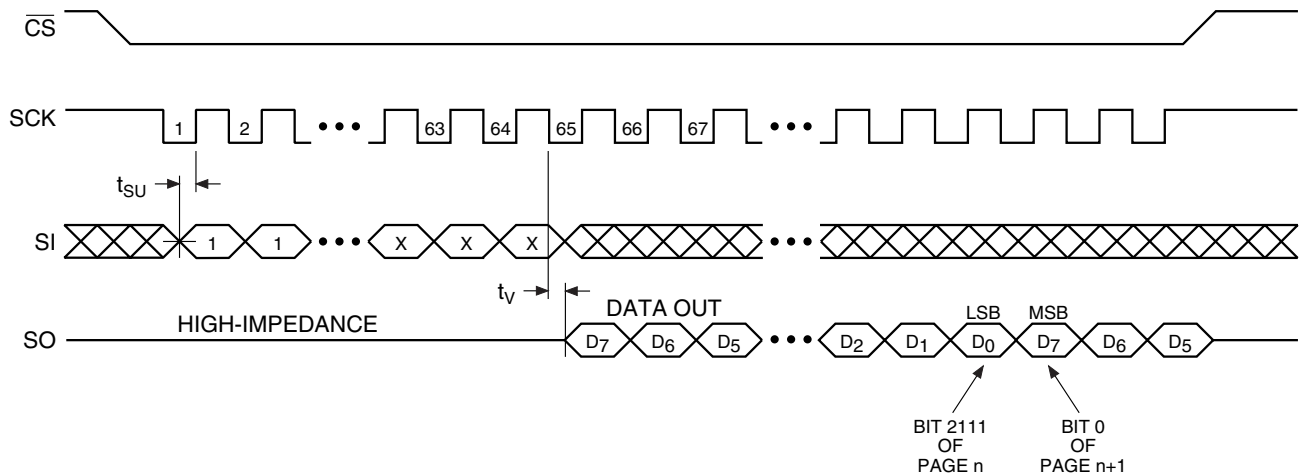 CS
SCK 1 2 63 64 65 66 67
tSU
SI 1 1 X X X
tV
HIGH-IMPEDANCE DATA OUT LSB MSB
SO D7 D6 D5 D2 D1 D0 D7 D6 D5
BIT 2111
OF
PAGE n
BIT 0
OF
PAGE n+1